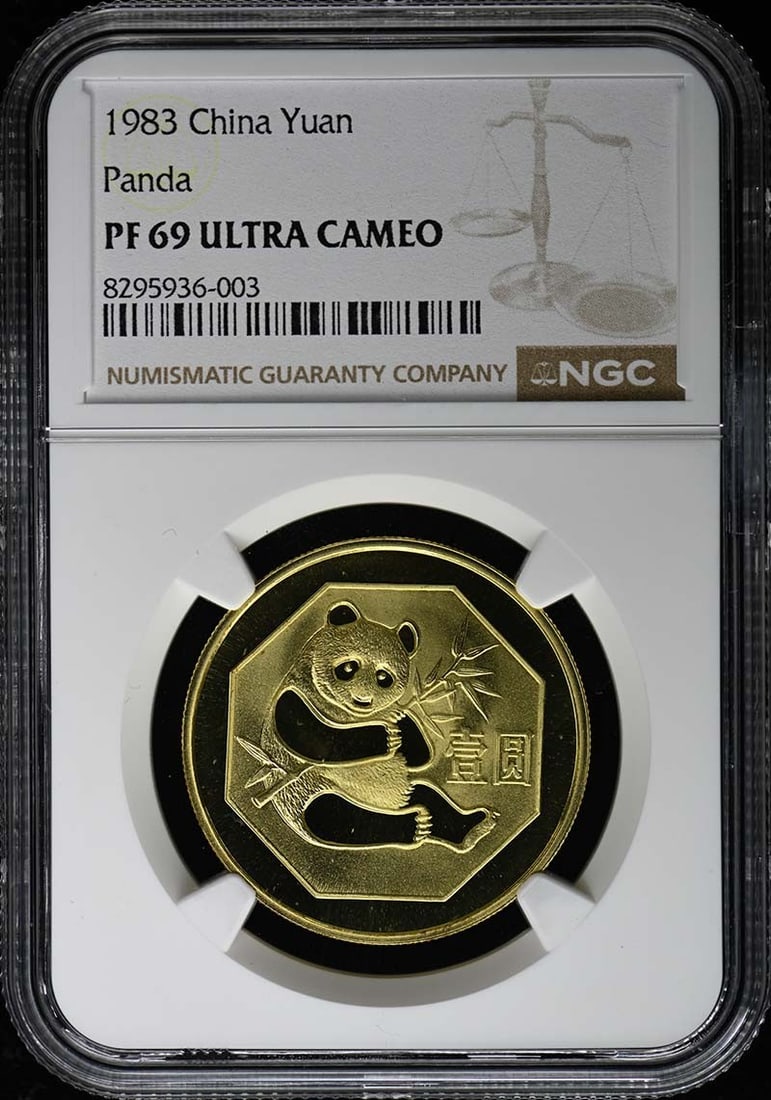 1983 China Yuan
Panda
PF 69 ULTRA CAMEO
8295936-003
NUMISMATIC GUARANTY COMPANY NGC
壹圆